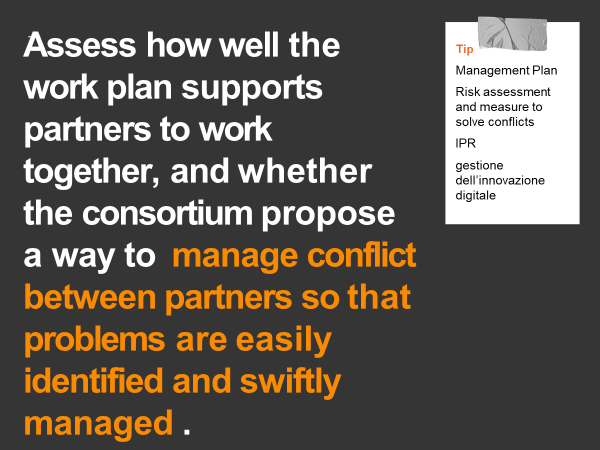 Assess how well the
work plan supports
partners to work
together, and whether
the consortium propose
a way to manage conflict
between partners so that
problems are easily
identified and swiftly
managed .
Tip
Management Plan
Risk assessment
and measure to
solve conflicts
IPR
gestione
dell’innovazione
digitale